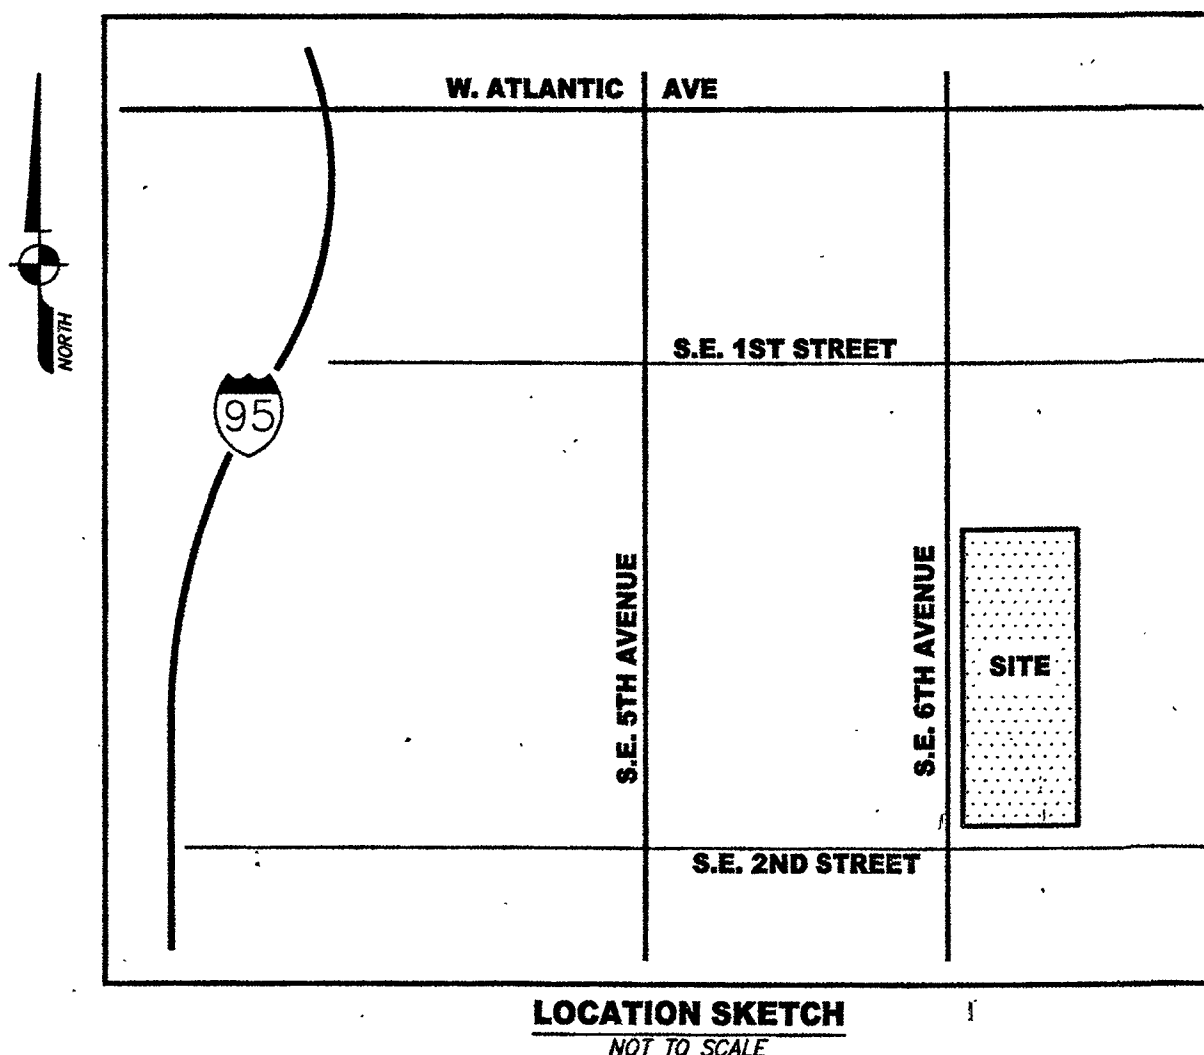 W. ATLANTIC AVE
NORTH
S.E. 1ST STREET
95
S.E. 5TH AVENUE
S.E. 6TH AVENUE
SITE
S.E. 2ND STREET
LOCATION SKETCH
NOT TO SCALE